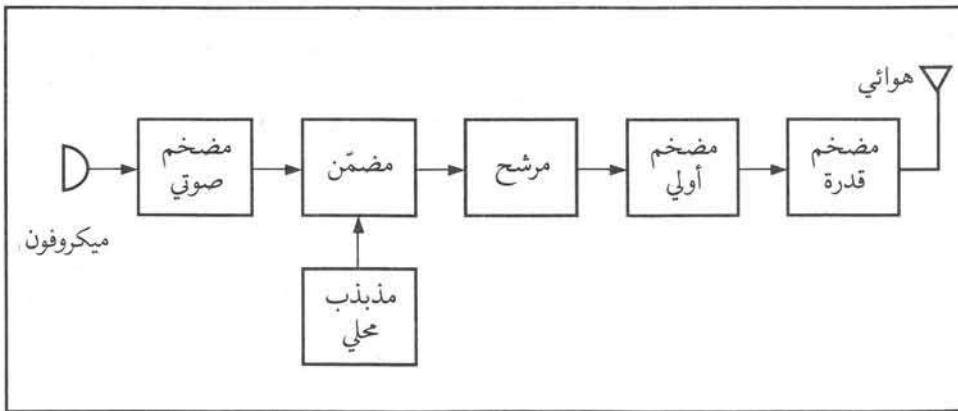 هوائي
مضخم
صوتي
مضمّن
مرشح
مضخم
أولي
مضخم
قدرة
ميكروفون
مذبذب
محلي